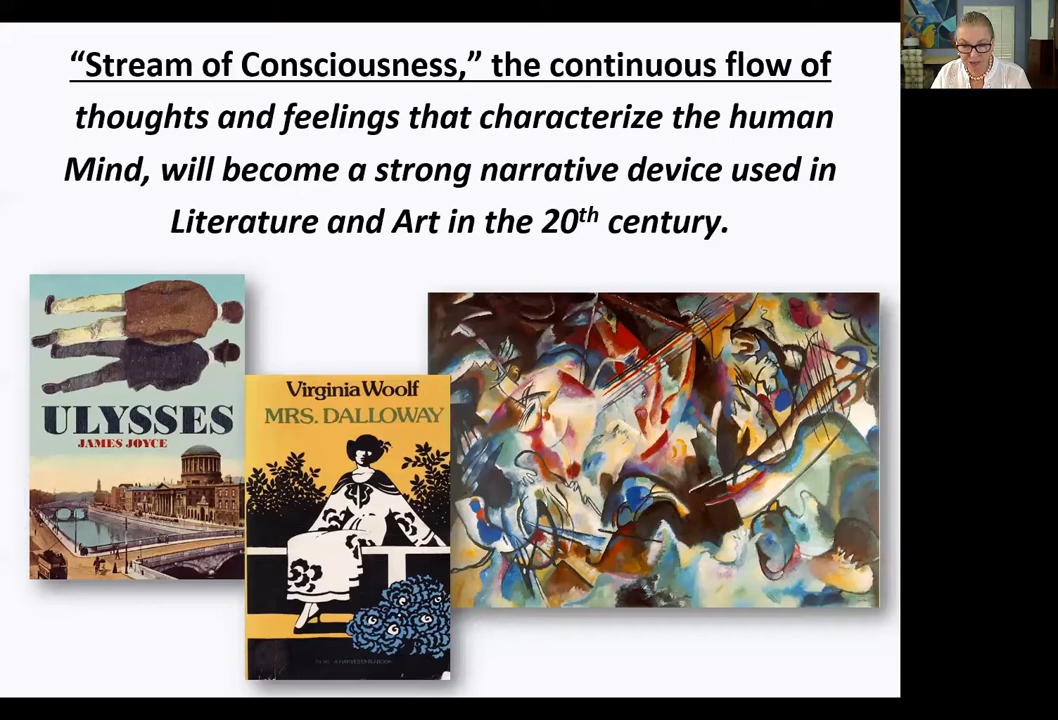 “Stream of Consciousness,” the continuous flow of
thoughts and feelings that characterize the human
Mind, will become a strong narrative device used in
Literature and Art in the 20th century.
ULYSSES
JAMES JOYCE
Virginia Woolf
MRS. DALLOWAY